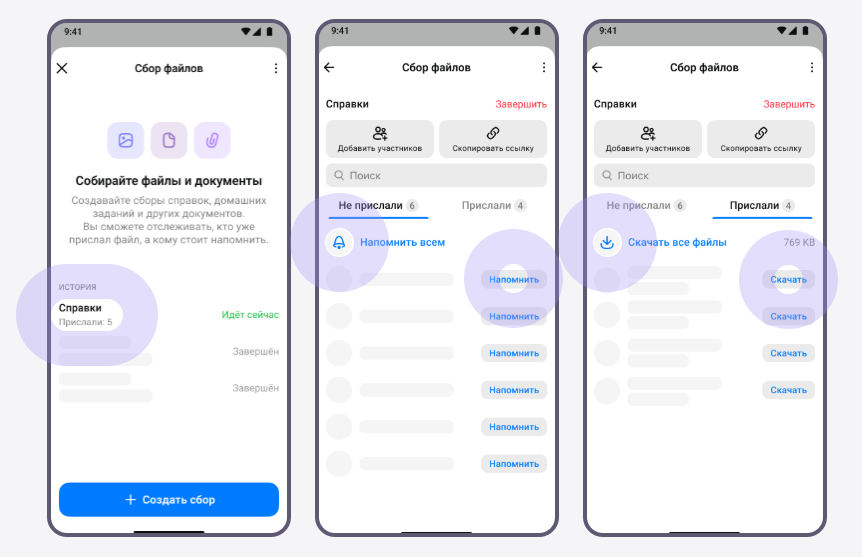 9:41
Сбор файлов
Собирайте файлы и документы
Создавайте сборы справок, домашних
заданий и других документов.
Вы сможете отслеживать, кто уже
прислал файл, а кому стоит напомнить.
ИСТОРИЯ
Справки
Прислали: 5
Идёт сейчас
Завершён
Завершён
Создать сбор
9:41
Сбор файлов
Справки
Завершить
Добавить участников
Скопировать ссылку
Поиск
Не прислали 6
Прислали 4
Напомнить всем
Напомнить
Напомнить
Напомнить
Напомнить
Напомнить
Напомнить
9:41
Сбор файлов
Справки
Завершить
Добавить участников
Скопировать ссылку
Поиск
Не прислали 6
Прислали 4
Скачать все файлы
769 KB
Скачать
Скачать
Скачать
Скачать